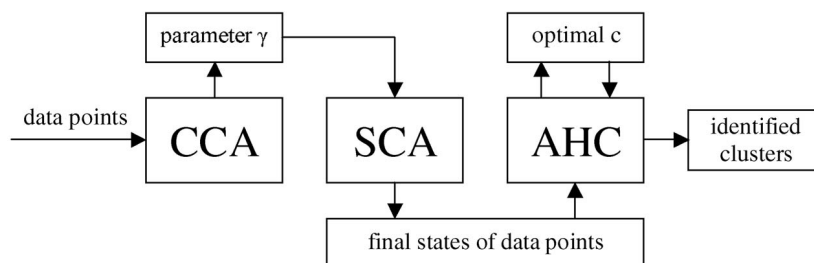 parameter γ
optimal c
data points
CCA
SCA
AHC
identified
clusters
final states of data points